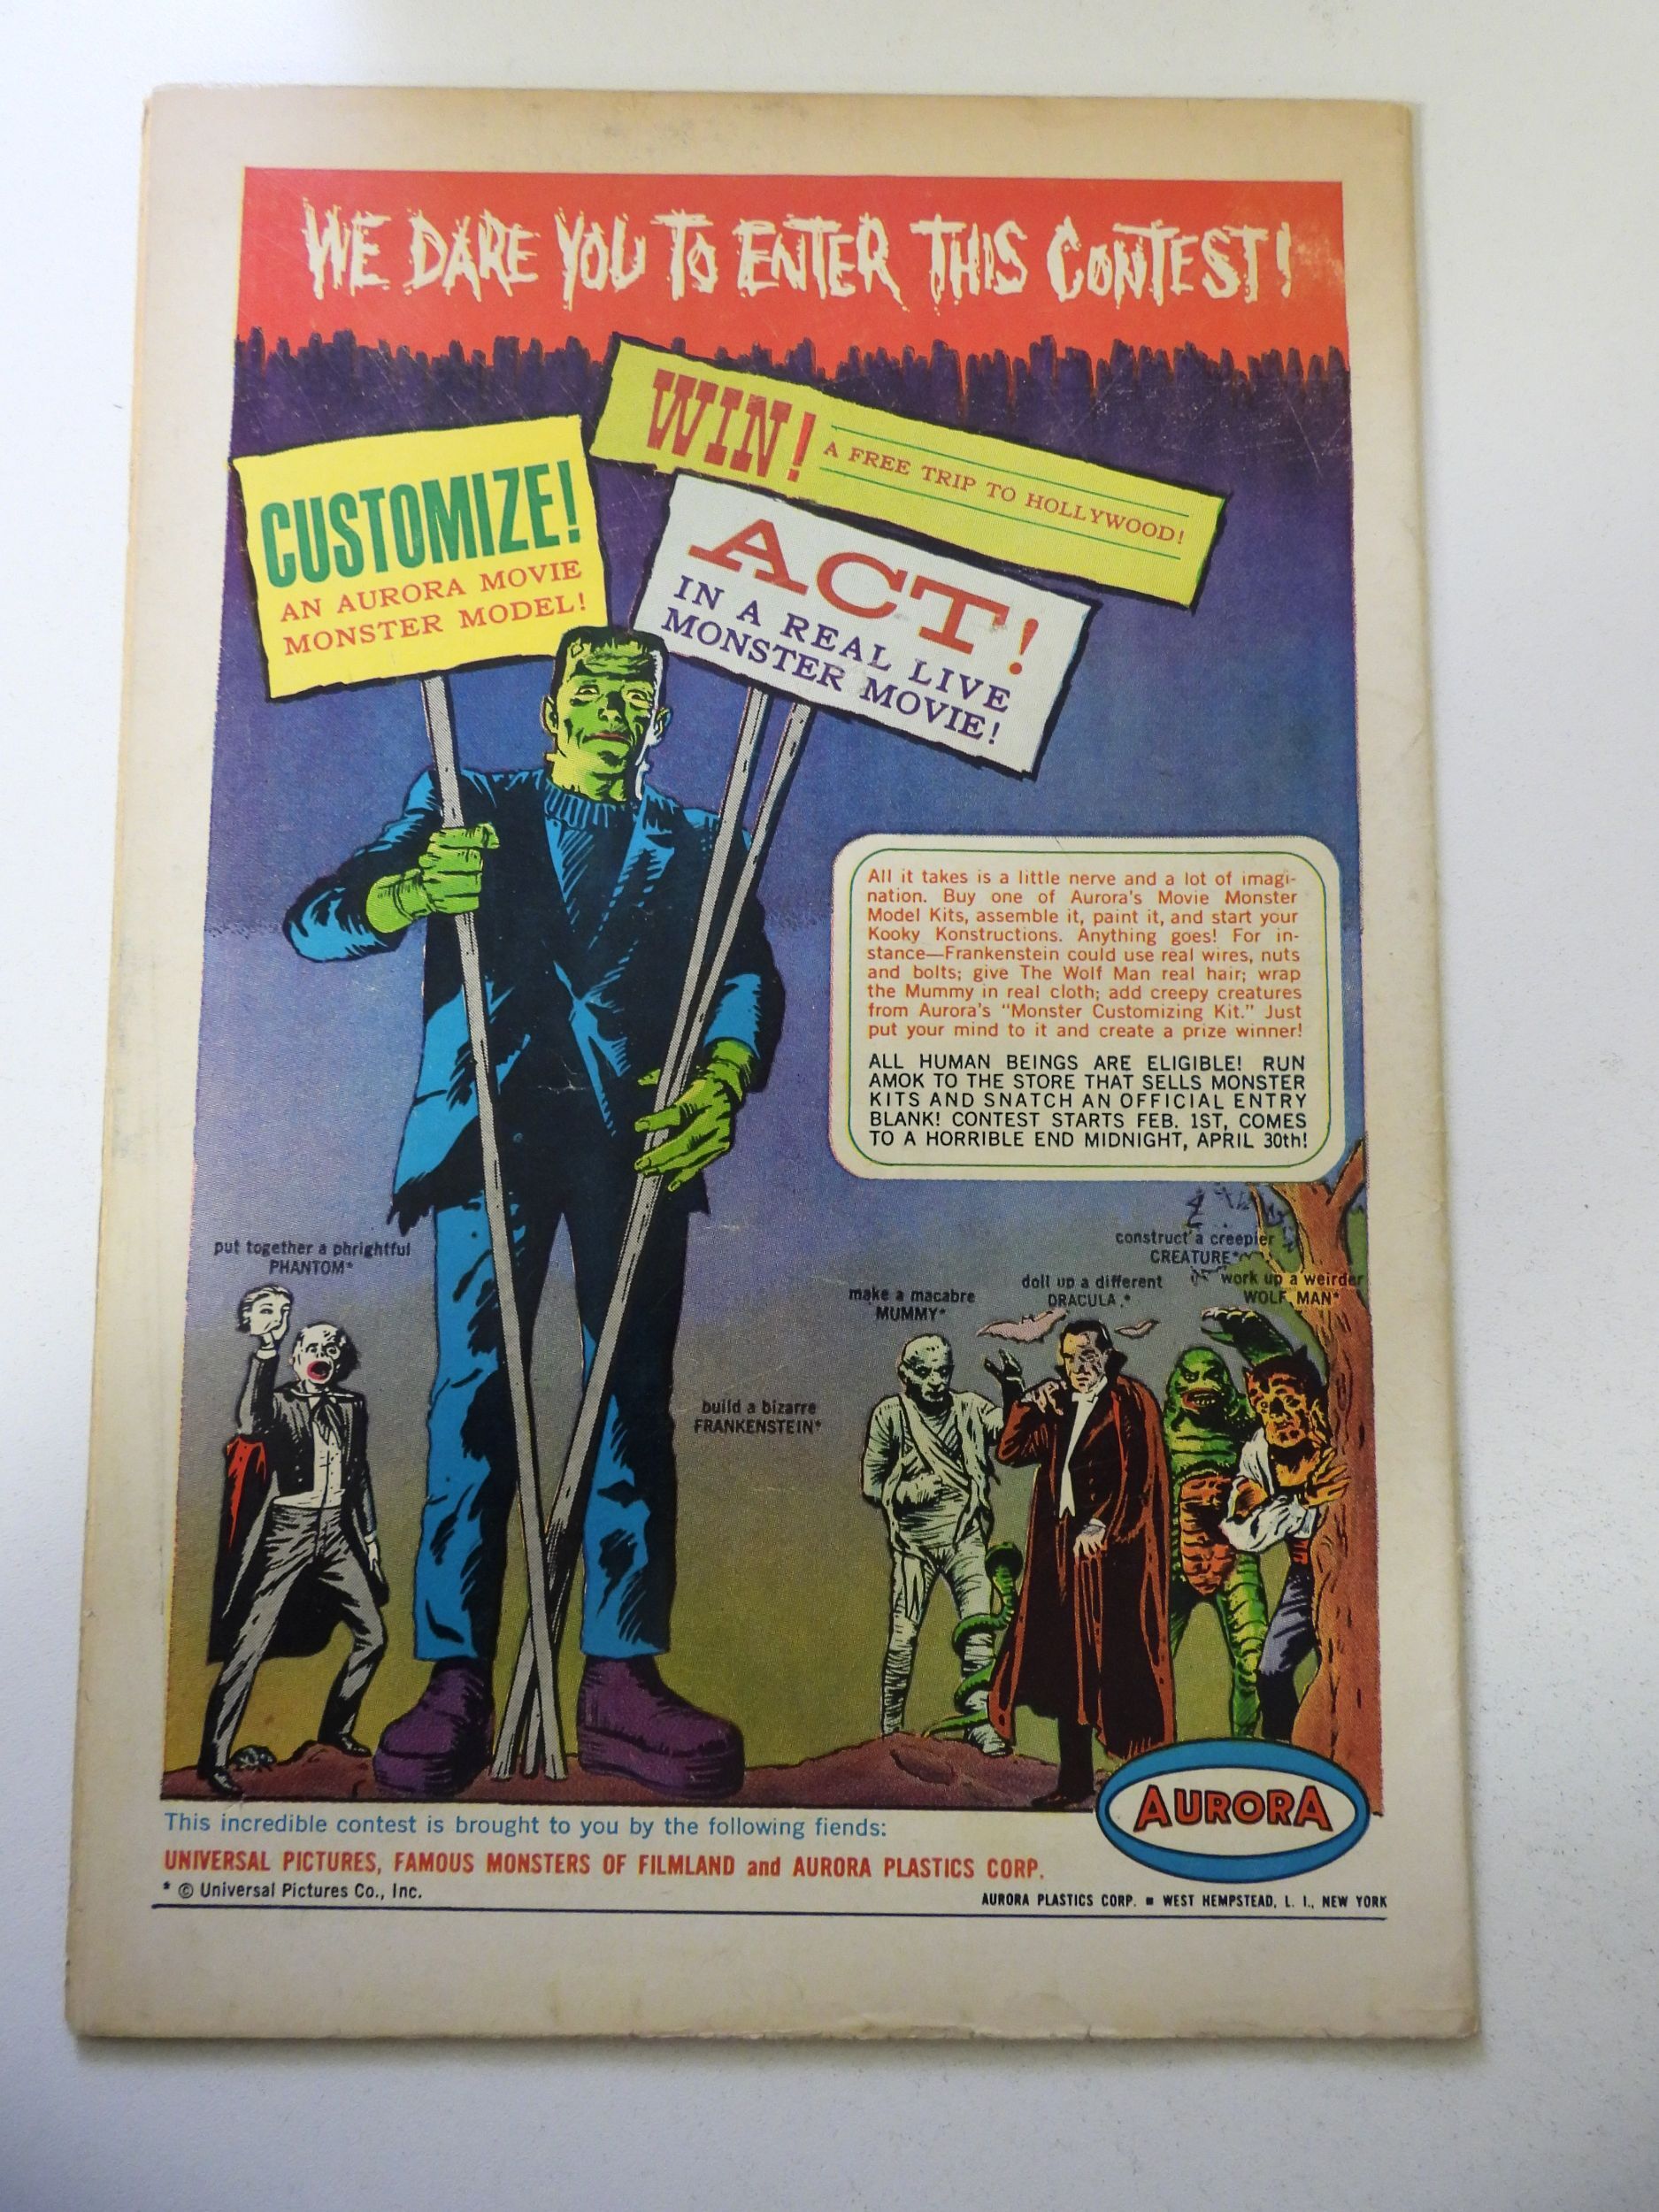 WE DARE YOU TO ENTER THIS CONTEST!
WIN! A FREE TRIP TO HOLLYWOOD!
CUSTOMIZE!
AN AURORA MOVIE
MONSTER MODEL!
ACT!
IN A REAL LIVE
MONSTER MOVIE!
All it takes is a little nerve and a lot of imagi-
nation. Buy one of Aurora's Movie Monster
Model Kits, assemble it, paint it, and start your
Kooky Konstructions. Anything goes! For in-
stance—Frankenstein could use real wires, nuts
and bolts; give The Wolf Man real hair; wrap
the Mummy in real cloth; add creepy creatures
from Aurora's "Monster Customizing Kit." Just
put your mind to it and create a prize winner!
ALL HUMAN BEINGS ARE ELIGIBLE! RUN
AMOK TO THE STORE THAT SELLS MONSTER
KITS AND SNATCH AN OFFICIAL ENTRY
BLANK! CONTEST STARTS FEB. 1ST, COMES
TO A HORRIBLE END MIDNIGHT, APRIL 30th!
put together a phrightful
PHANTOM*
build a bizarre
FRANKENSTEIN*
make a macabre
MUMMY*
doll up a different
DRACULA.*
construct a creepier
CREATURE*
work up a weirder
WOLF MAN*
AURORA
This incredible contest is brought to you by the following fiends:
UNIVERSAL PICTURES, FAMOUS MONSTERS OF FILMLAND and AURORA PLASTICS CORP.
* © Universal Pictures Co., Inc.
AURORA PLASTICS CORP. ■ WEST HEMPSTEAD, L. I., NEW YORK